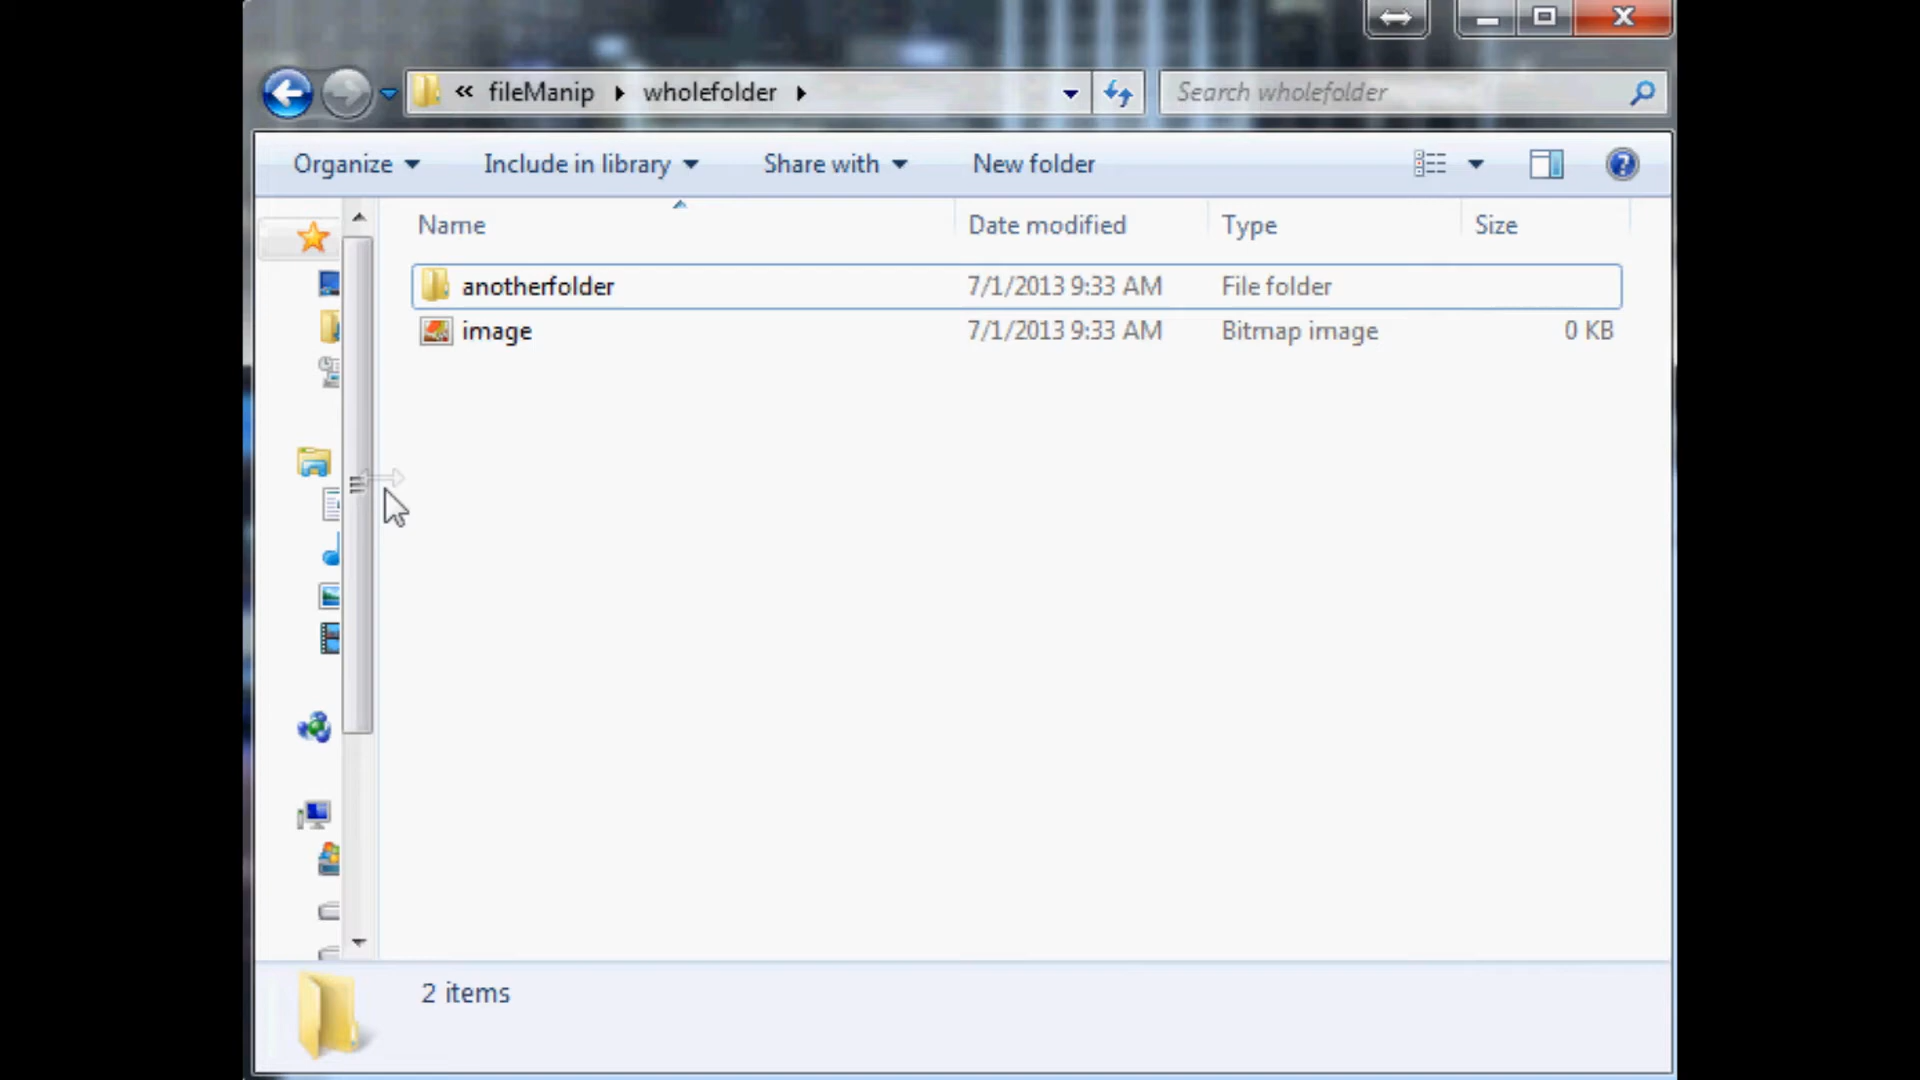 « fileManip ▸ wholefolder ▸
Search wholefolder
Organize
Include in library
Share with
New folder
Name
Date modified
Type
Size
anotherfolder
7/1/2013 9:33 AM
File folder
image
7/1/2013 9:33 AM
Bitmap image
0 KB
2 items